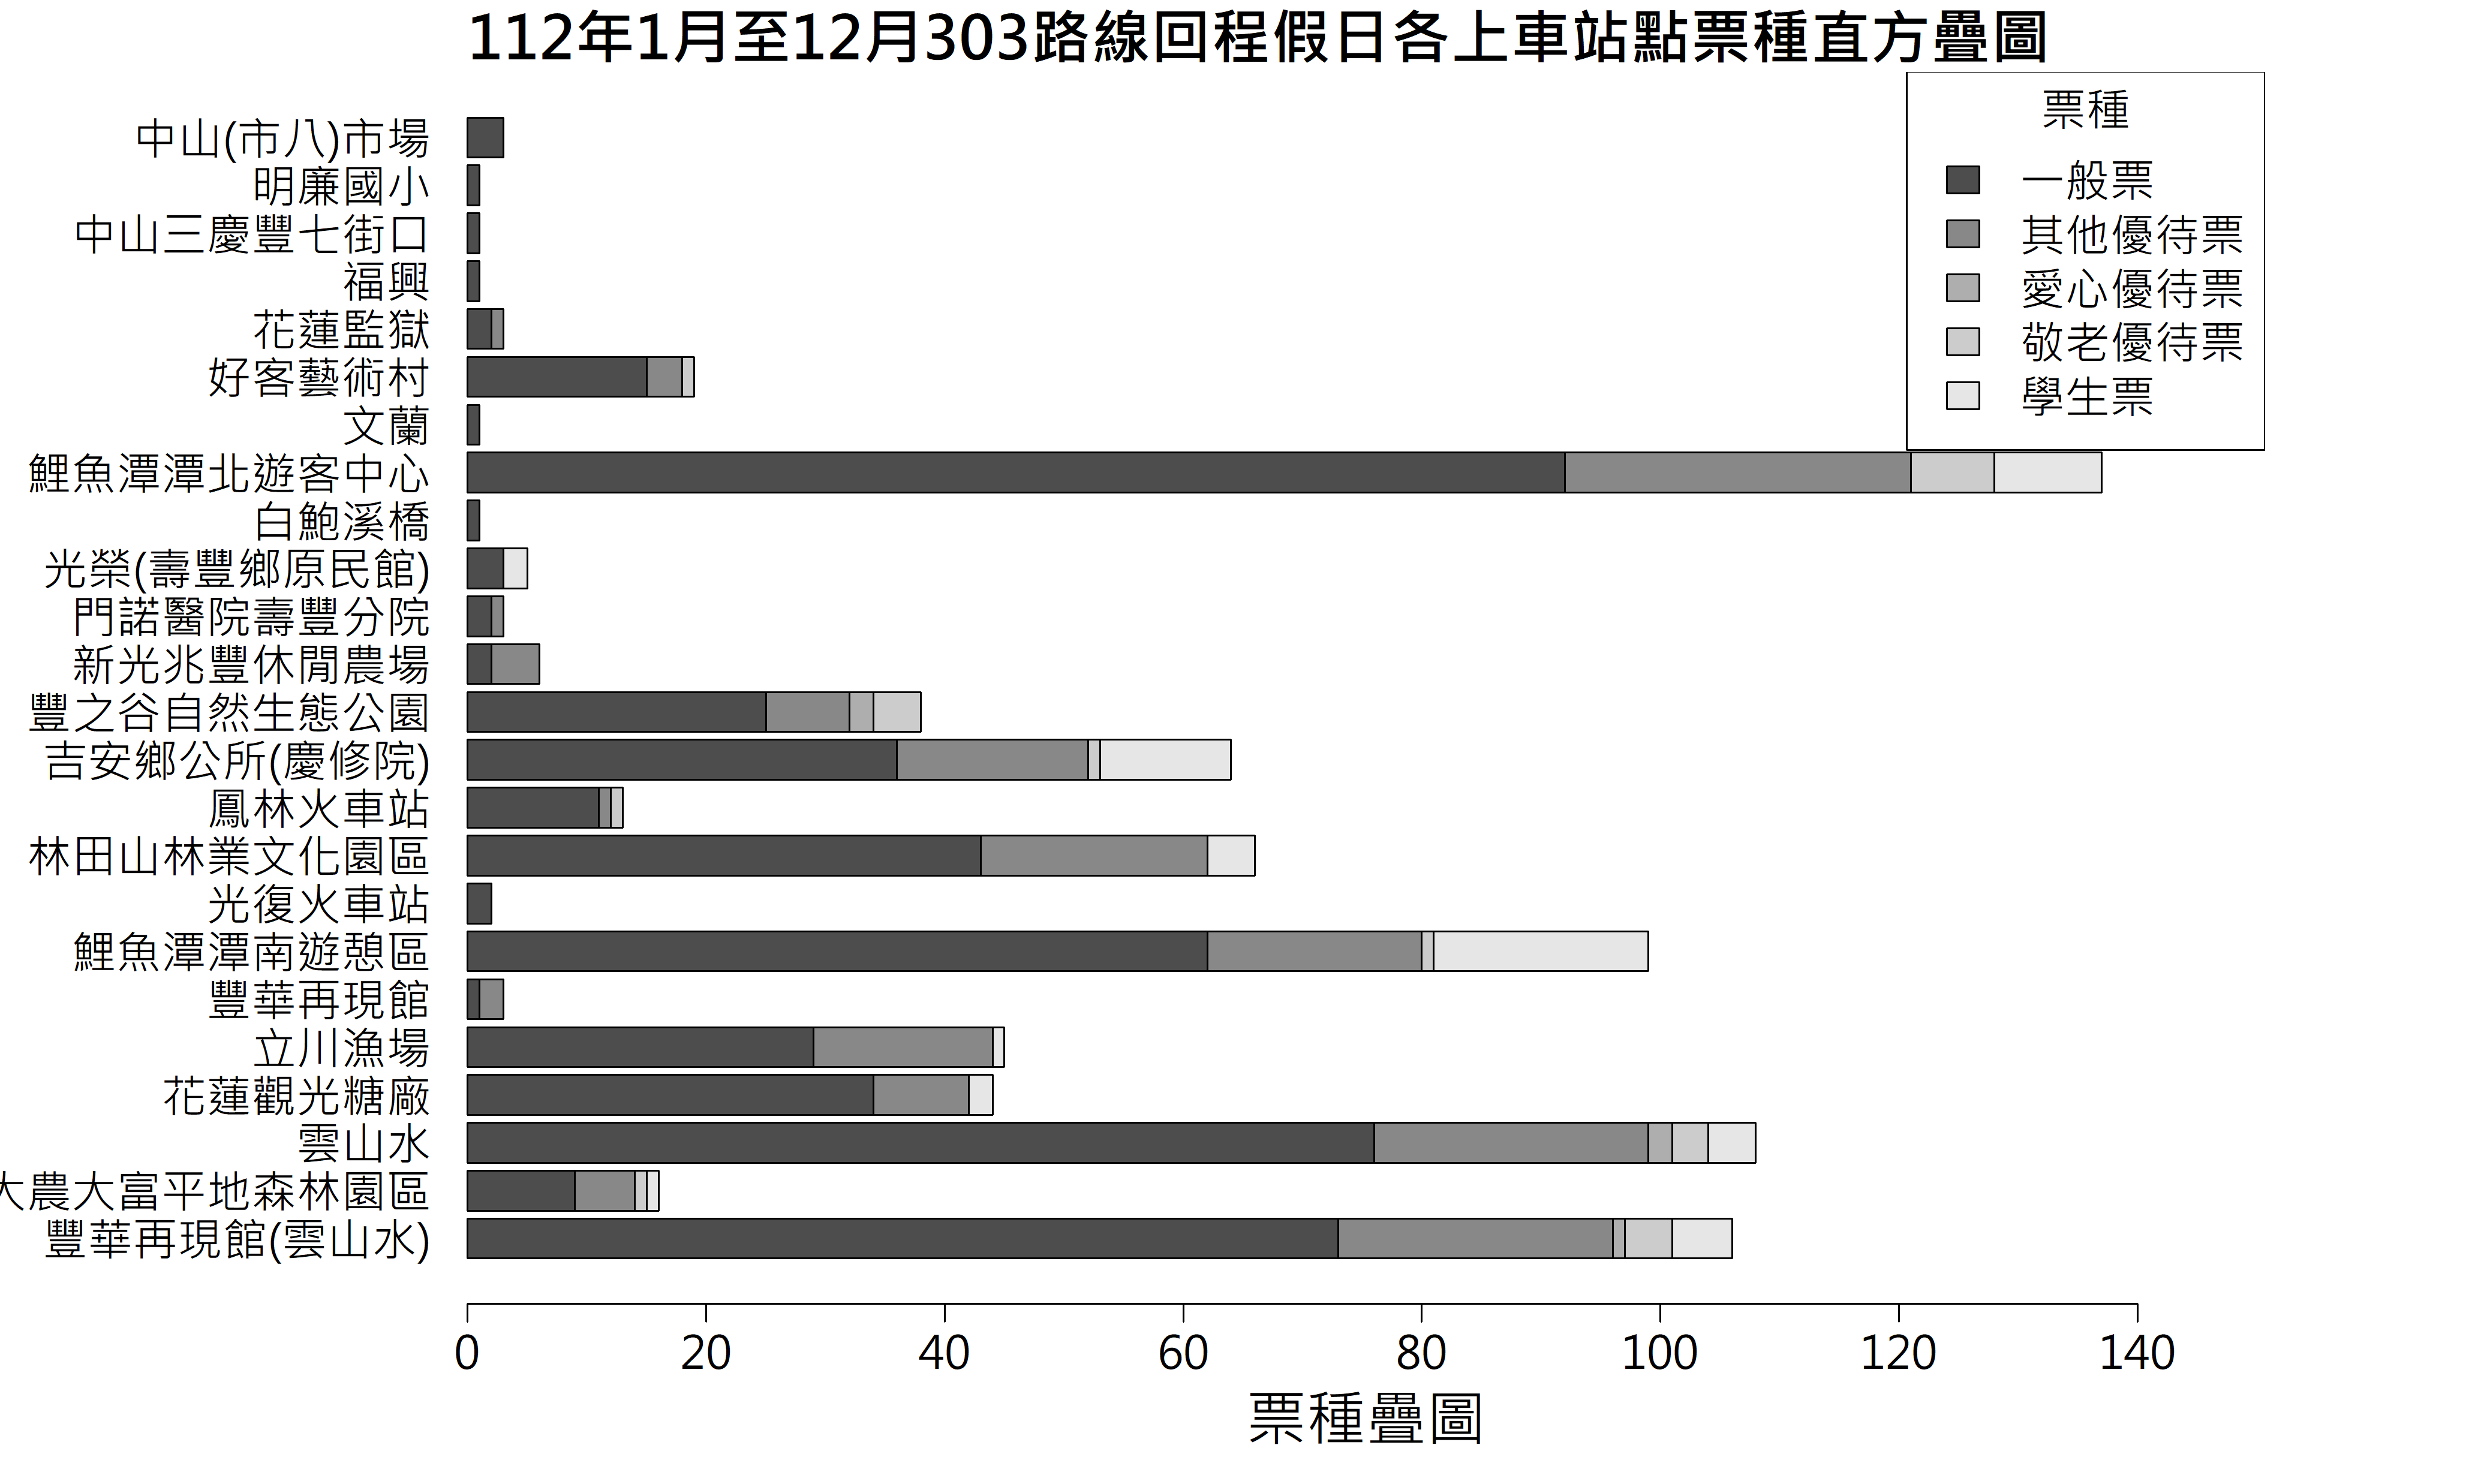 112年1月至12月303路線回程假日各上車站點票種直方疊圖
票種
一般票
其他優待票
愛心優待票
敬老優待票
學生票
中山(市八)市場
明廉國小
中山三慶豐七街口
福興
花蓮監獄
好客藝術村
文蘭
鯉魚潭潭北遊客中心
白鮑溪橋
光榮(壽豐鄉原民館)
門諾醫院壽豐分院
新光兆豐休閒農場
豐之谷自然生態公園
吉安鄉公所(慶修院)
鳳林火車站
林田山林業文化園區
光復火車站
鯉魚潭潭南遊憩區
豐華再現館
立川漁場
花蓮觀光糖廠
雲山水
大農大富平地森林園區
豐華再現館(雲山水)
0 20 40 60 80 100 120 140
票種疊圖